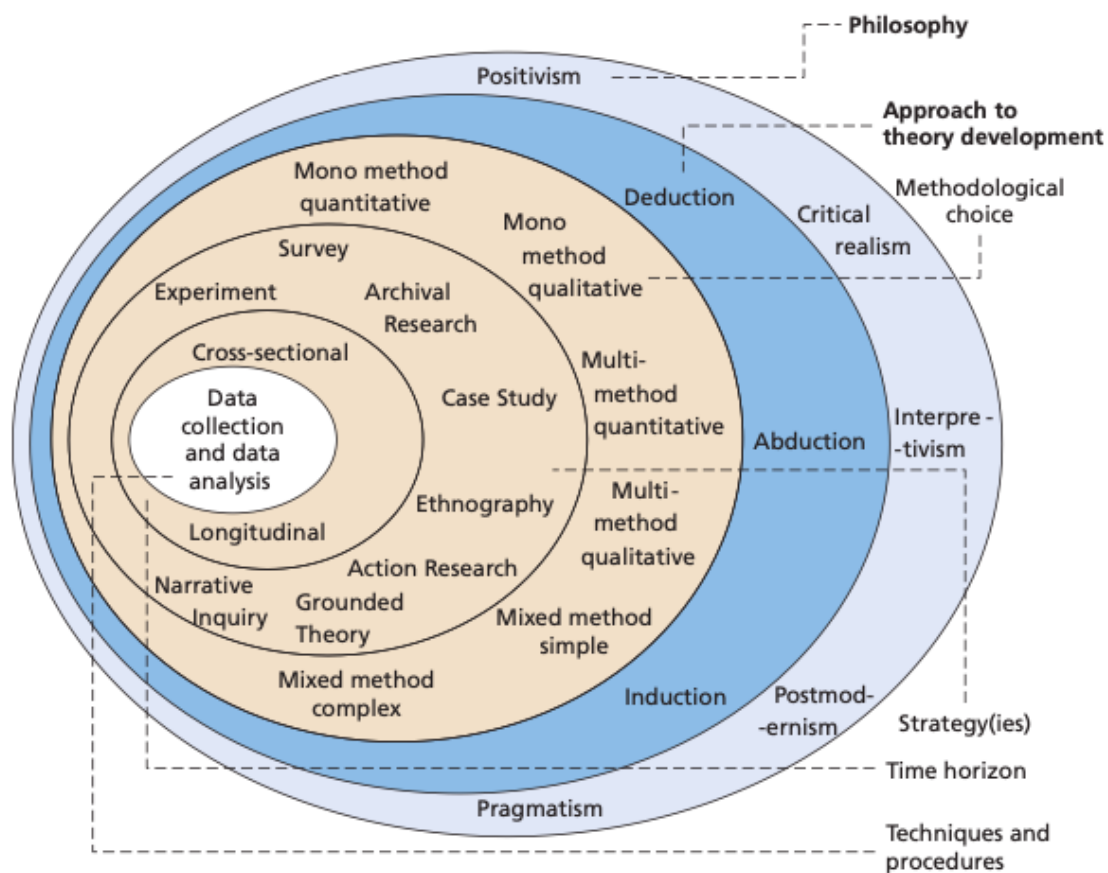 Philosophy
Positivism
Approach to
theory development
Mono method
quantitative
Deduction
Methodological
choice
Critical
realism
Mono
method
qualitative
Survey
Experiment
Archival
Research
Cross-sectional
Multi-
method
quantitative
Data
collection
and data
analysis
Case Study
Abduction
Interpre -
-tivism
Ethnography
Multi-
method
qualitative
Longitudinal
Action Research
Narrative
Inquiry
Grounded
Theory
Mixed method
simple
Mixed method
complex
Induction
Postmod-
-ernism
Strategy(ies)
Time horizon
Pragmatism
Techniques and
procedures